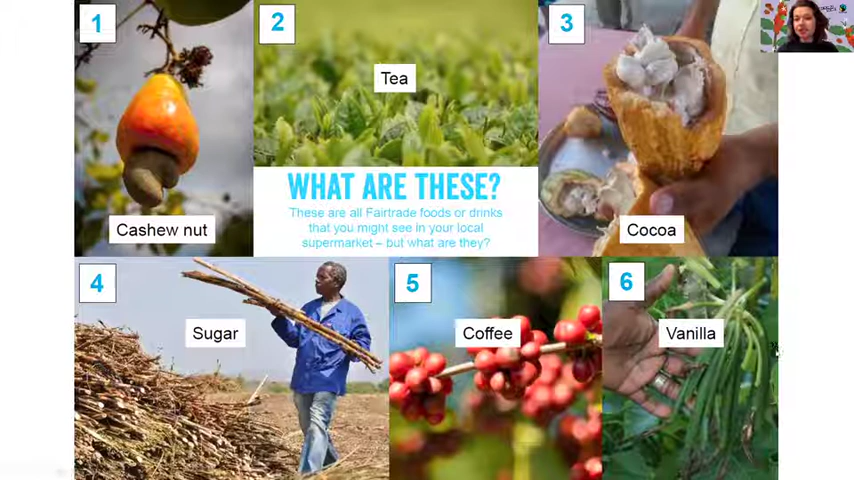 1
2
3
Tea
Cashew nut
WHAT ARE THESE?
These are all Fairtrade foods or drinks
that you might see in your local
supermarket – but what are they?
Cocoa
4
5
6
Sugar
Coffee
Vanilla